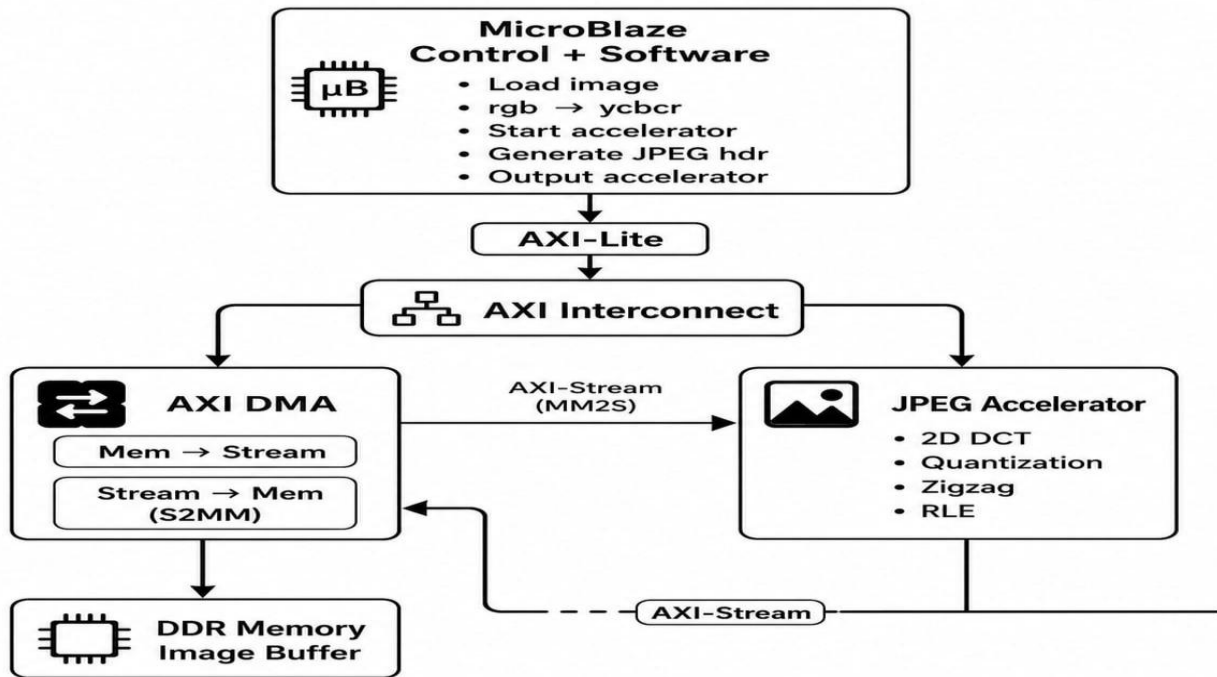 MicroBlaze
Control + Software
µB
• Load image
• rgb → ycbcr
• Start accelerator
• Generate JPEG hdr
• Output accelerator
AXI-Lite
AXI Interconnect
AXI DMA
Mem → Stream
Stream → Mem
(S2MM)
AXI-Stream
(MM2S)
JPEG Accelerator
• 2D DCT
• Quantization
• Zigzag
• RLE
AXI-Stream
DDR Memory
Image Buffer